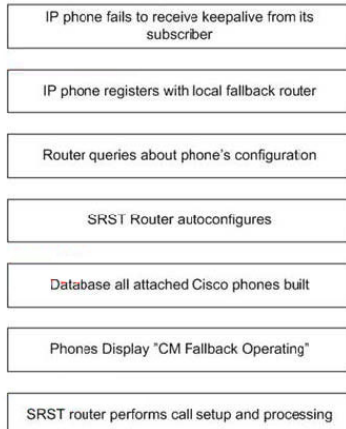 IP phone fails to receive keepalive from its
subscriber
IP phone registers with local fallback router
Router queries about phone's configuration
SRST Router autoconfigures
Database all attached Cisco phones built
Phones Display "CM Fallback Operating"
SRST router performs call setup and processing